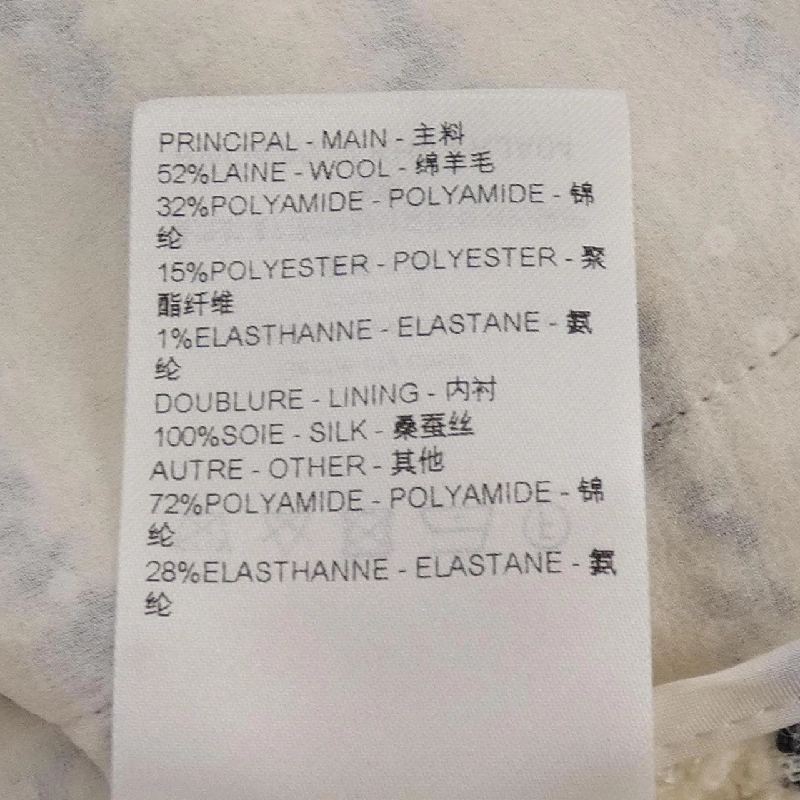 PRINCIPAL - MAIN - 主料
52%LAINE - WOOL - 绵羊毛
32%POLYAMIDE - POLYAMIDE - 锦
纶
15%POLYESTER - POLYESTER - 聚
酯纤维
1%ELASTHANNE - ELASTANE - 氨
纶
DOUBLURE - LINING - 内衬
100%SOIE - SILK - 桑蚕丝
AUTRE - OTHER - 其他
72%POLYAMIDE - POLYAMIDE - 锦
纶
28%ELASTHANNE - ELASTANE - 氨
纶